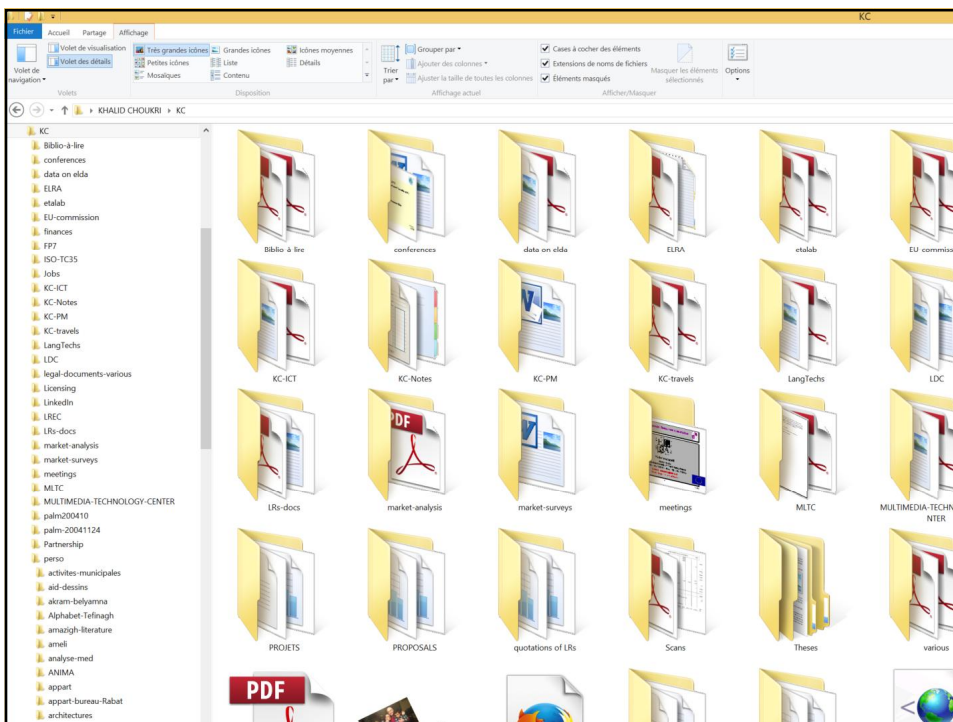 KC
Fichier Accueil Partage Affichage
Volet de navigation
Volet de visualisation
Volet des détails
Volets
Très grandes icônes Grandes icônes Icônes moyennes
Petites icônes Liste Détails
Mosaïques Contenu
Disposition
Trier par
Grouper par
Ajouter des colonnes
Ajuster la taille de toutes les colonnes
Affichage actuel
Cases à cocher des éléments
Extensions de noms de fichiers
Éléments masqués
Masquer les éléments sélectionnés
Afficher/Masquer
Options
KHALID CHOUKRI KC
KC
Biblio-à-lire
conferences
data on elda
ELRA
etalab
EU-commission
finances
FP7
ISO-TC35
Jobs
KC-ICT
KC-Notes
KC-PM
KC-travels
LangTechs
LDC
legal-documents-various
Licensing
LinkedIn
LREC
LRs-docs
market-analysis
market-surveys
meetings
MLTC
MULTIMEDIA-TECHNOLOGY-CENTER
palm200410
palm-20041124
Partnership
perso
activites-municipales
aid-dessins
akram-belyamna
Alphabet-Tefinagh
amazigh-literature
ameli
analyse-med
ANIMA
appart
appart-bureau-Rabat
architectures
Biblio-à-lire conferences data on elda ELRA etalab EU-commiss
KC-ICT KC-Notes KC-PM KC-travels LangTechs LDC
PDF
LRs-docs market-analysis market-surveys meetings MLTC MULTIMEDIA-TECHN
NTER
PROJETS PROPOSALS quotations of LRs Scans Theses various
PDF